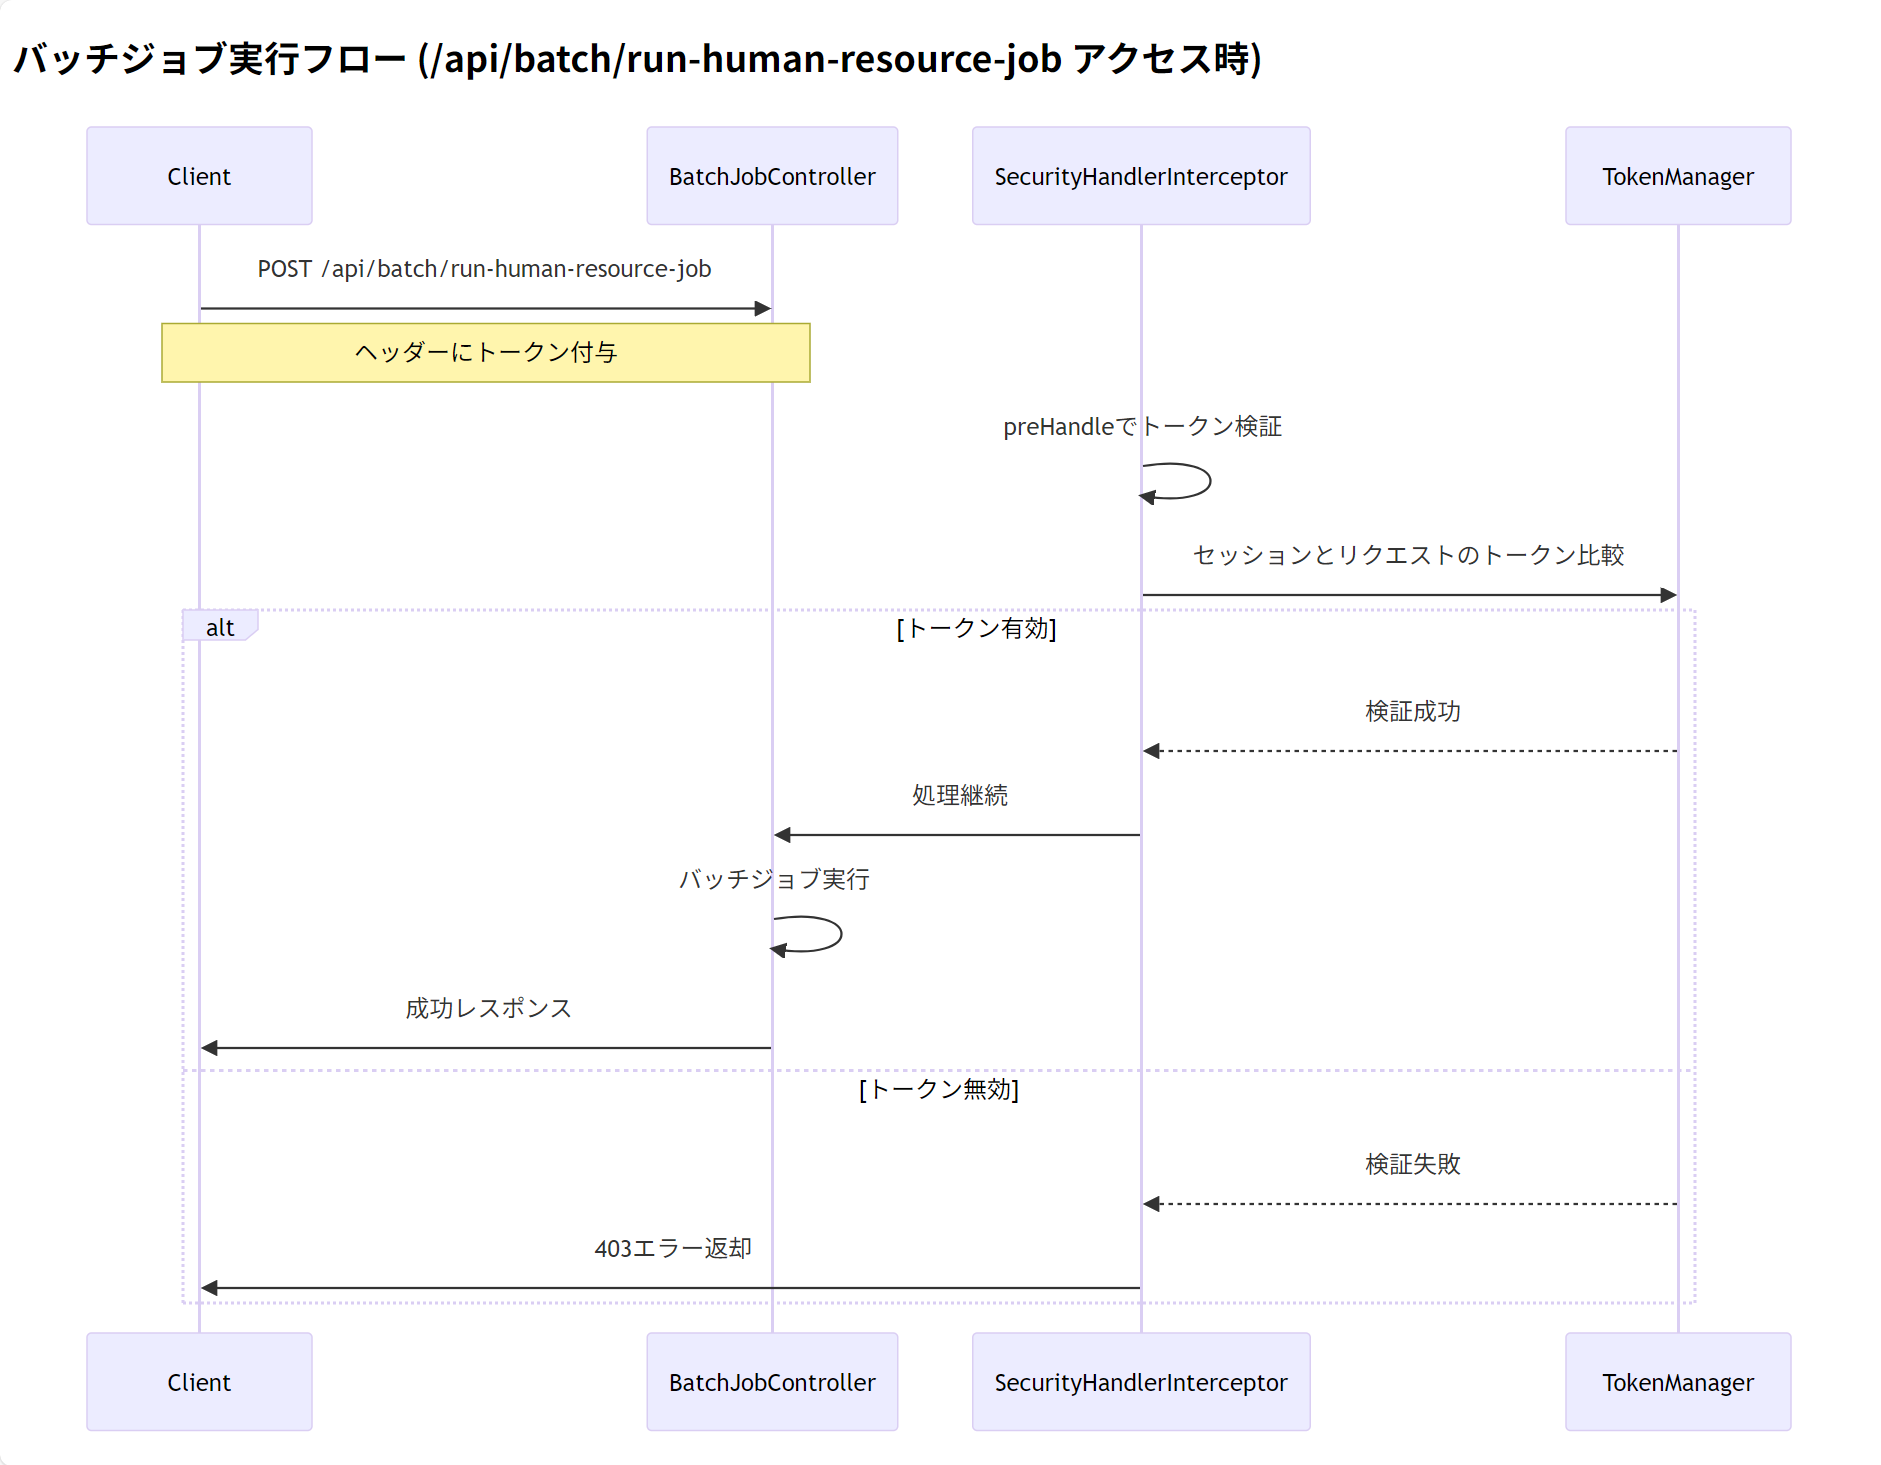 バッチジョブ実行フロー (/api/batch/run-human-resource-job アクセス時)
Client
BatchJobController
SecurityHandlerInterceptor
TokenManager
POST /api/batch/run-human-resource-job
ヘッダーにトークン付与
preHandleでトークン検証
セッションとリクエストのトークン比較
alt
[トークン有効]
検証成功
処理継続
バッチジョブ実行
成功レスポンス
[トークン無効]
検証失敗
403エラー返却
Client
BatchJobController
SecurityHandlerInterceptor
TokenManager